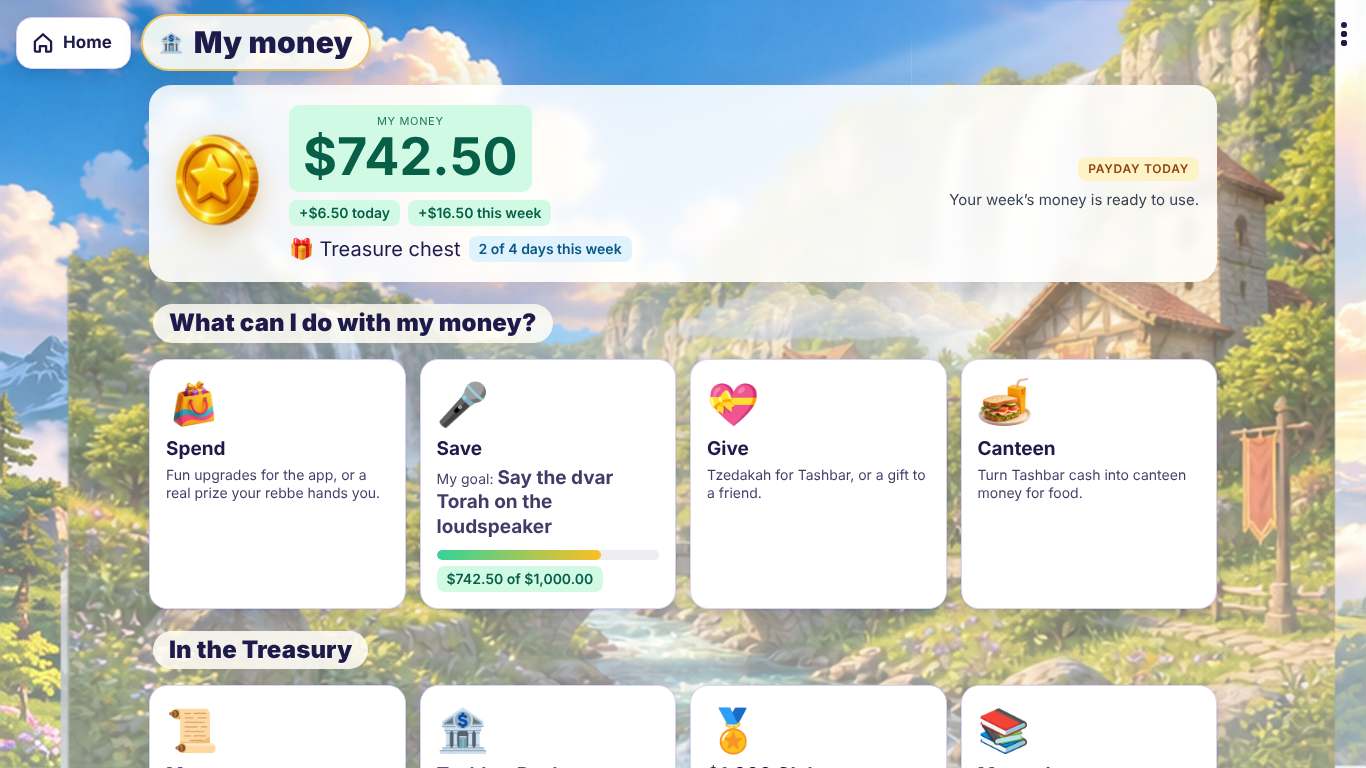 Home
My money
MY MONEY
$742.50
+$6.50 today
+$16.50 this week
Treasure chest
2 of 4 days this week
PAYDAY TODAY
Your week’s money is ready to use.
What can I do with my money?
Spend
Fun upgrades for the app, or a
real prize your rebbe hands you.
Save
My goal: Say the dvar
Torah on the
loudspeaker
$742.50 of $1,000.00
Give
Tzedakah for Tashbar, or a gift to
a friend.
Canteen
Turn Tashbar cash into canteen
money for food.
In the Treasury